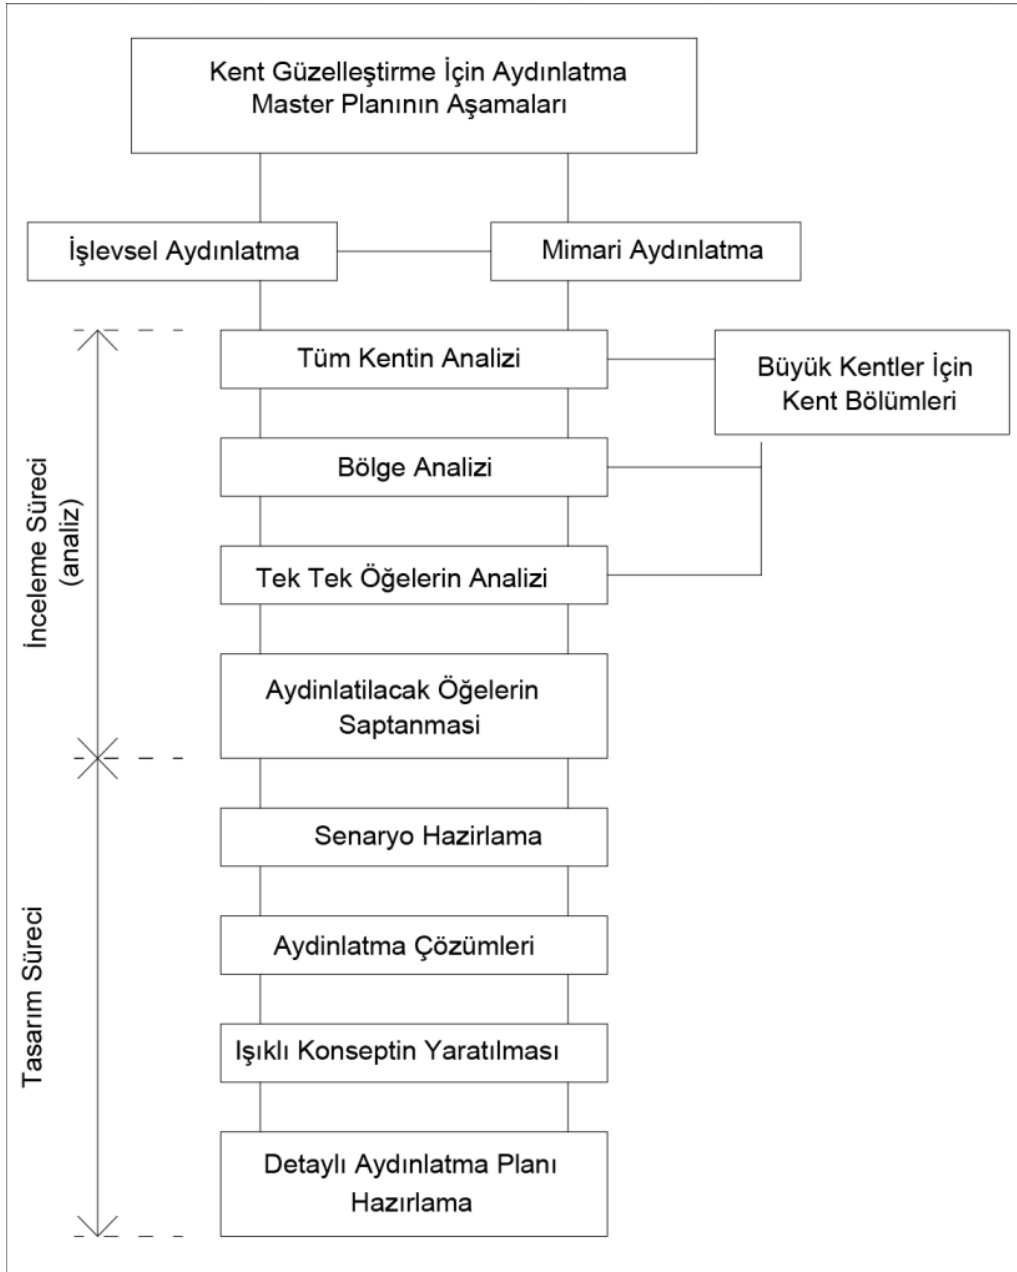 Kent Güzelleştirme İçin Aydınlatma
Master Planının Aşamaları
İşlevsel Aydınlatma
Mimari Aydınlatma
Tüm Kentin Analizi
Büyük Kentler İçin
Kent Bölümleri
Bölge Analizi
Tek Tek Öğelerin Analizi
Aydinlatilacak Öğelerin
Saptanmasi
İnceleme Süreci
(analiz)
Senaryo Hazirlama
Aydinlatma Çözümleri
Işıklı Konseptin Yaratılması
Detaylı Aydınlatma Planı
Hazırlama
Tasarım Süreci